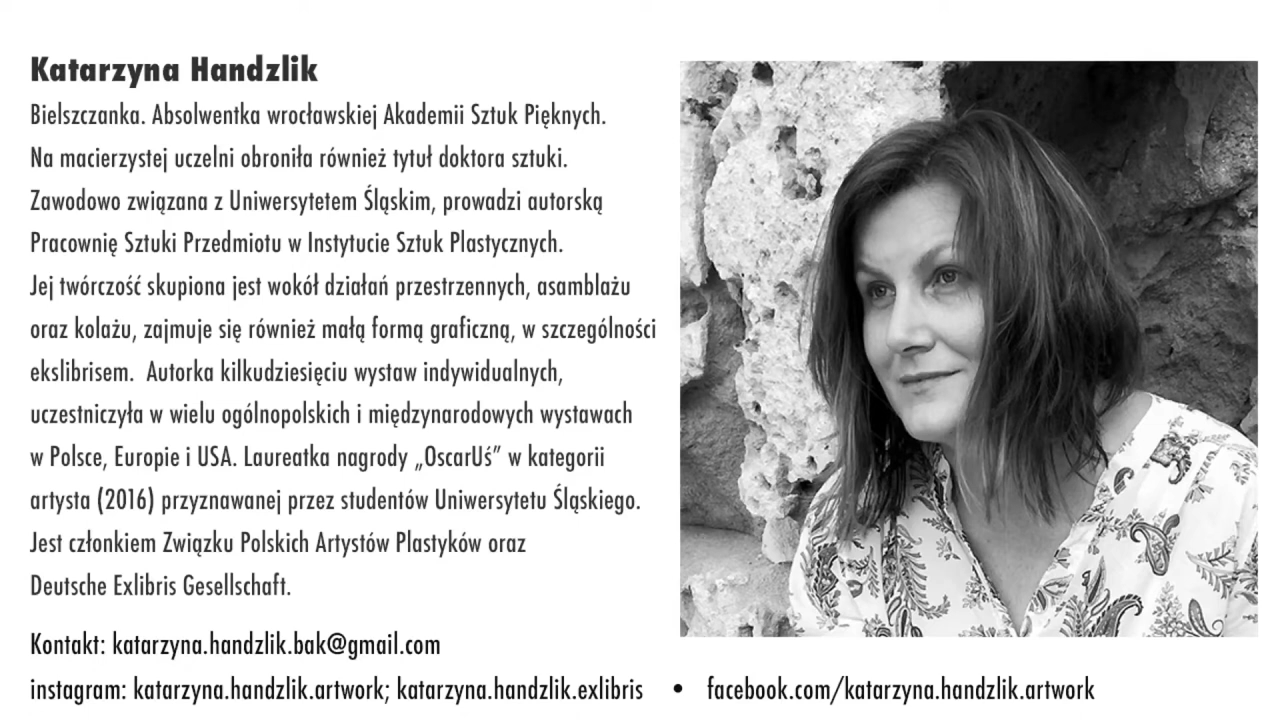 Katarzyna Handzlik
Bielszczanka. Absolwentka wrocławskiej Akademii Sztuk Pięknych.
Na macierzystej uczelni obroniła również tytuł doktora sztuki.
Zawodowo związana z Uniwersytetem Śląskim, prowadzi autorską
Pracownię Sztuki Przedmiotu w Instytucie Sztuk Plastycznych.
Jej twórczość skupiona jest wokół działań przestrzennych, asamblażu
oraz kolażu, zajmuje się również małą formą graficzną, w szczególności
ekslibrisem. Autorka kilkudziesięciu wystaw indywidualnych,
uczestniczyła w wielu ogólnopolskich i międzynarodowych wystawach
w Polsce, Europie i USA. Laureatka nagrody „OscarUś” w kategorii
artysta (2016) przyznawanej przez studentów Uniwersytetu Śląskiego.
Jest członkiem Związku Polskich Artystów Plastyków oraz
Deutsche Exlibris Gesellschaft.
Kontakt: katarzyna.handzlik.bak@gmail.com
instagram: katarzyna.handzlik.artwork; katarzyna.handzlik.exlibris • facebook.com/katarzyna.handzlik.artwork